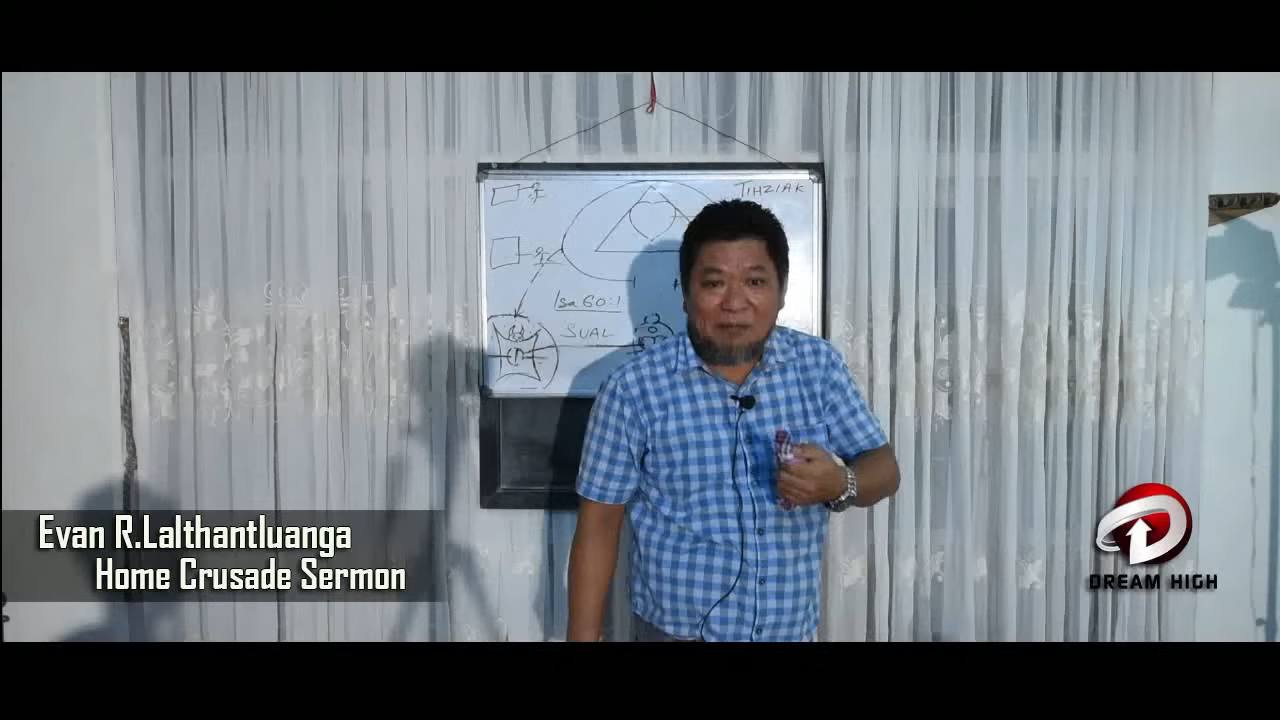 TIHZIAK
Isa 60:1
SUAL
Evan R.Lalthantluanga
Home Crusade Sermon
DREAM HIGH